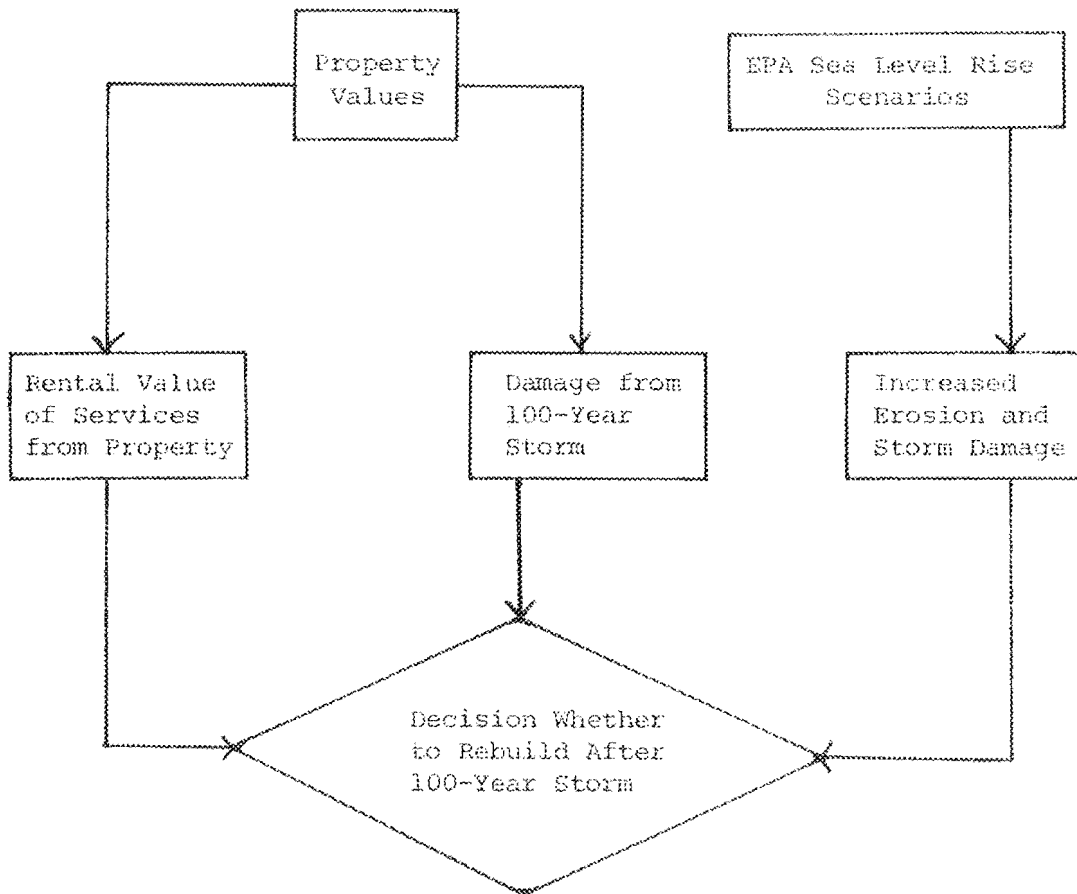 Property
Values
EPA Sea Level Rise
Scenarios
Rental Value
of Services
from Property
Damage from
100-Year
Storm
Increased
Erosion and
Storm Damage
Decision Whether
to Rebuild After
100-Year Storm